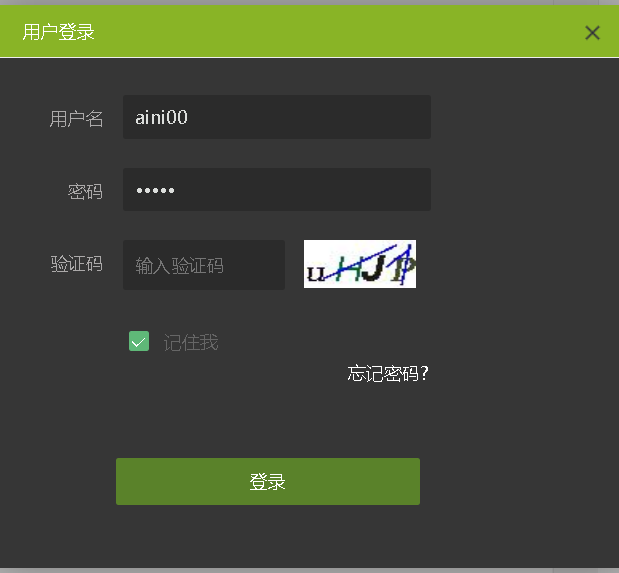 用户登录
用户名 aini00
密码 •••••
验证码 输入验证码 uHJP
记住我
忘记密码?
登录